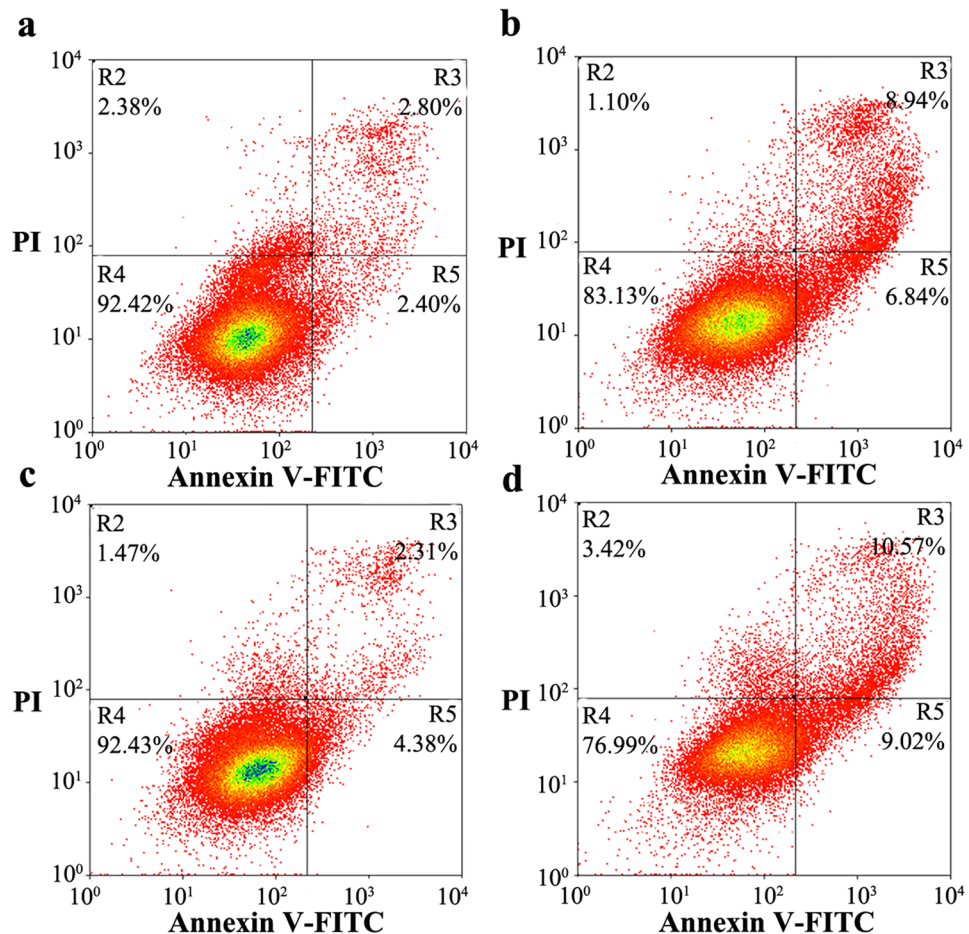 a
10⁴
R2
2.38%
R3
2.80%
10³
PI
10²
R4
92.42%
R5
2.40%
10¹
10⁰
10⁰ 10¹ 10² 10³ 10⁴
Annexin V-FITC
b
10⁴
R2
1.10%
R3
8.94%
10³
PI
10²
R4
83.13%
R5
6.84%
10¹
10⁰
10⁰ 10¹ 10² 10³ 10⁴
Annexin V-FITC
c
10⁴
R2
1.47%
R3
2.31%
10³
PI
10²
R4
92.43%
R5
4.38%
10¹
10⁰
10⁰ 10¹ 10² 10³ 10⁴
Annexin V-FITC
d
10⁴
R2
3.42%
R3
10.57%
10³
PI
10²
R4
76.99%
R5
9.02%
10¹
10⁰
10⁰ 10¹ 10² 10³ 10⁴
Annexin V-FITC